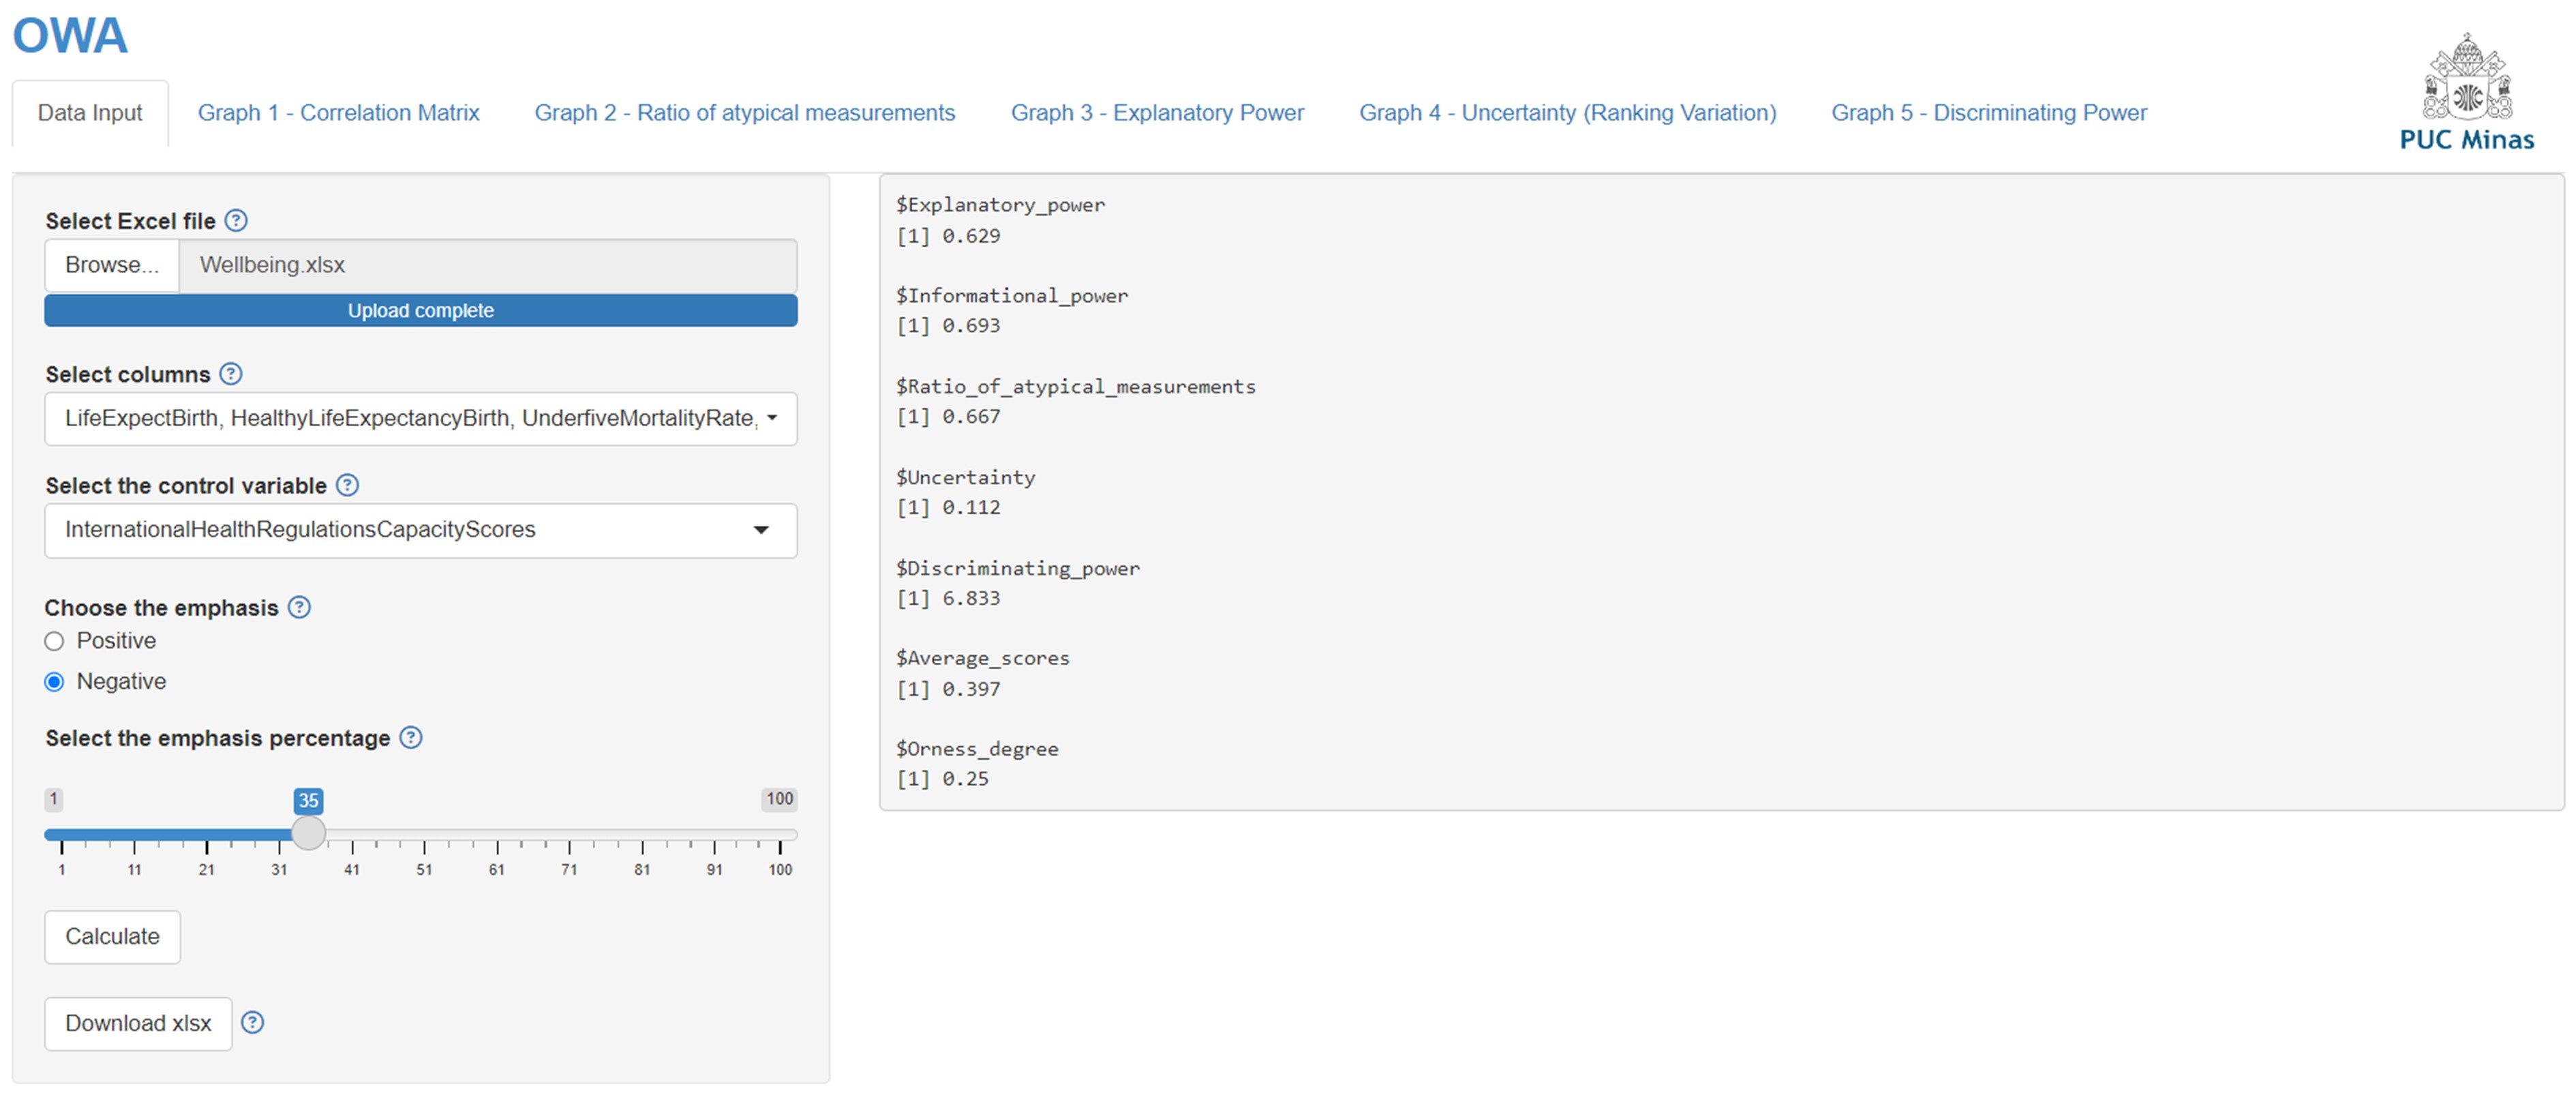 OWA
Data Input
Graph 1 - Correlation Matrix
Graph 2 - Ratio of atypical measurements
Graph 3 - Explanatory Power
Graph 4 - Uncertainty (Ranking Variation)
Graph 5 - Discriminating Power
PUC Minas
Select Excel file ?
Browse... Wellbeing.xlsx
Upload complete
Select columns ?
LifeExpectBirth, HealthyLifeExpectancyBirth, UnderfiveMortalityRate,
Select the control variable ?
InternationalHealthRegulationsCapacityScores
Choose the emphasis ?
Positive
Negative
Select the emphasis percentage ?
1 35 100
1 11 21 31 41 51 61 71 81 91 100
Calculate
Download xlsx ?
$Explanatory_power
[1] 0.629
$Informational_power
[1] 0.693
$Ratio_of_atypical_measurements
[1] 0.667
$Uncertainty
[1] 0.112
$Discriminating_power
[1] 6.833
$Average_scores
[1] 0.397
$Orness_degree
[1] 0.25